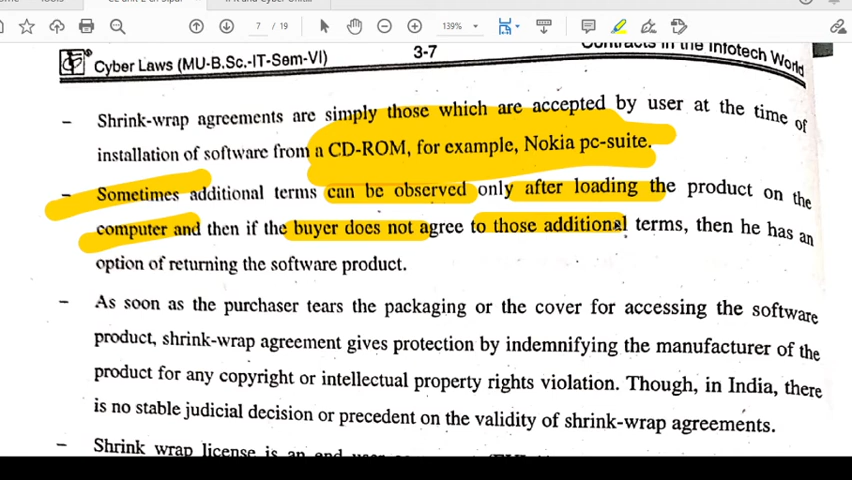 7 / 19
139%
Cyber Laws (MU-B.Sc.-IT-Sem-VI)
3-7
Contracts in the Infotech World
– Shrink-wrap agreements are simply those which are accepted by user at the time of
installation of software from a CD-ROM, for example, Nokia pc-suite.
– Sometimes additional terms can be observed only after loading the product on the
computer and then if the buyer does not agree to those additional terms, then he has an
option of returning the software product.
– As soon as the purchaser tears the packaging or the cover for accessing the software
product, shrink-wrap agreement gives protection by indemnifying the manufacturer of the
product for any copyright or intellectual property rights violation. Though, in India, there
is no stable judicial decision or precedent on the validity of shrink-wrap agreements.
– Shrink wrap license is an end